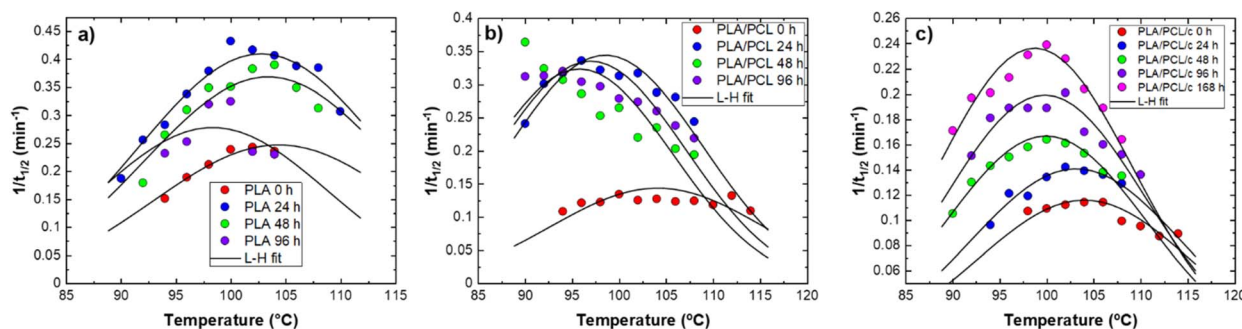 a)
1/t1/2 (min-1)
0.45
0.4
0.35
0.3
0.25
0.2
0.15
0.1
0.05
0
PLA 0 h
PLA 24 h
PLA 48 h
PLA 96 h
L-H fit
85 90 95 100 105 110 115
Temperature (ºC)
b)
1/t1/2 (min-1)
0.4
0.35
0.3
0.25
0.2
0.15
0.1
0.05
0
PLA/PCL 0 h
PLA/PCL 24 h
PLA/PCL 48 h
PLA/PCL 96 h
L-H fit
85 90 95 100 105 110 115 120
Temperature (ºC)
c)
1/t1/2 (min-1)
0.26
0.24
0.22
0.2
0.18
0.16
0.14
0.12
0.1
0.08
0.06
PLA/PCL/c 0 h
PLA/PCL/c 24 h
PLA/PCL/c 48 h
PLA/PCL/c 96 h
PLA/PCL/c 168 h
L-H fit
85 90 95 100 105 110 115 120
Temperature (ºC)